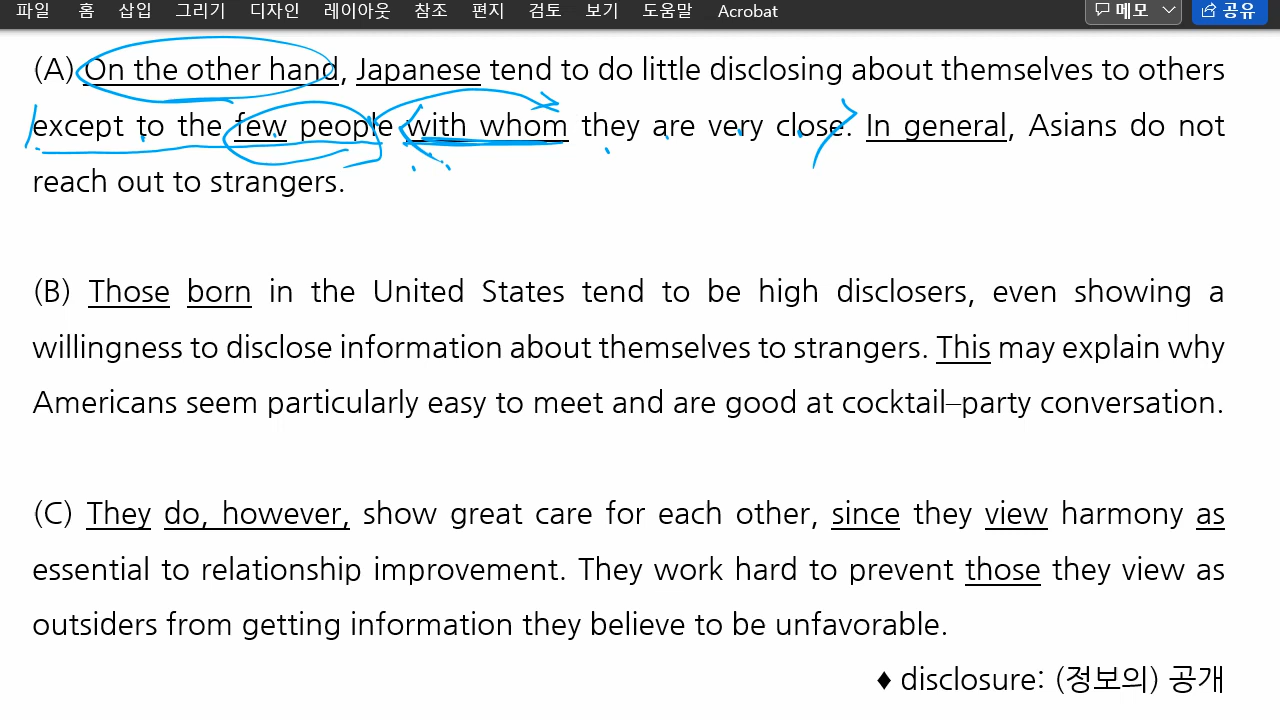 파일 홈 삽입 그리기 디자인 레이아웃 참조 편지 검토 보기 도움말 Acrobat 메모 공유
(A) On the other hand, Japanese tend to do little disclosing about themselves to others
except to the few people with whom they are very close. In general, Asians do not
reach out to strangers.
(B) Those born in the United States tend to be high disclosers, even showing a
willingness to disclose information about themselves to strangers. This may explain why
Americans seem particularly easy to meet and are good at cocktail–party conversation.
(C) They do, however, show great care for each other, since they view harmony as
essential to relationship improvement. They work hard to prevent those they view as
outsiders from getting information they believe to be unfavorable.
♦ disclosure: (정보의) 공개